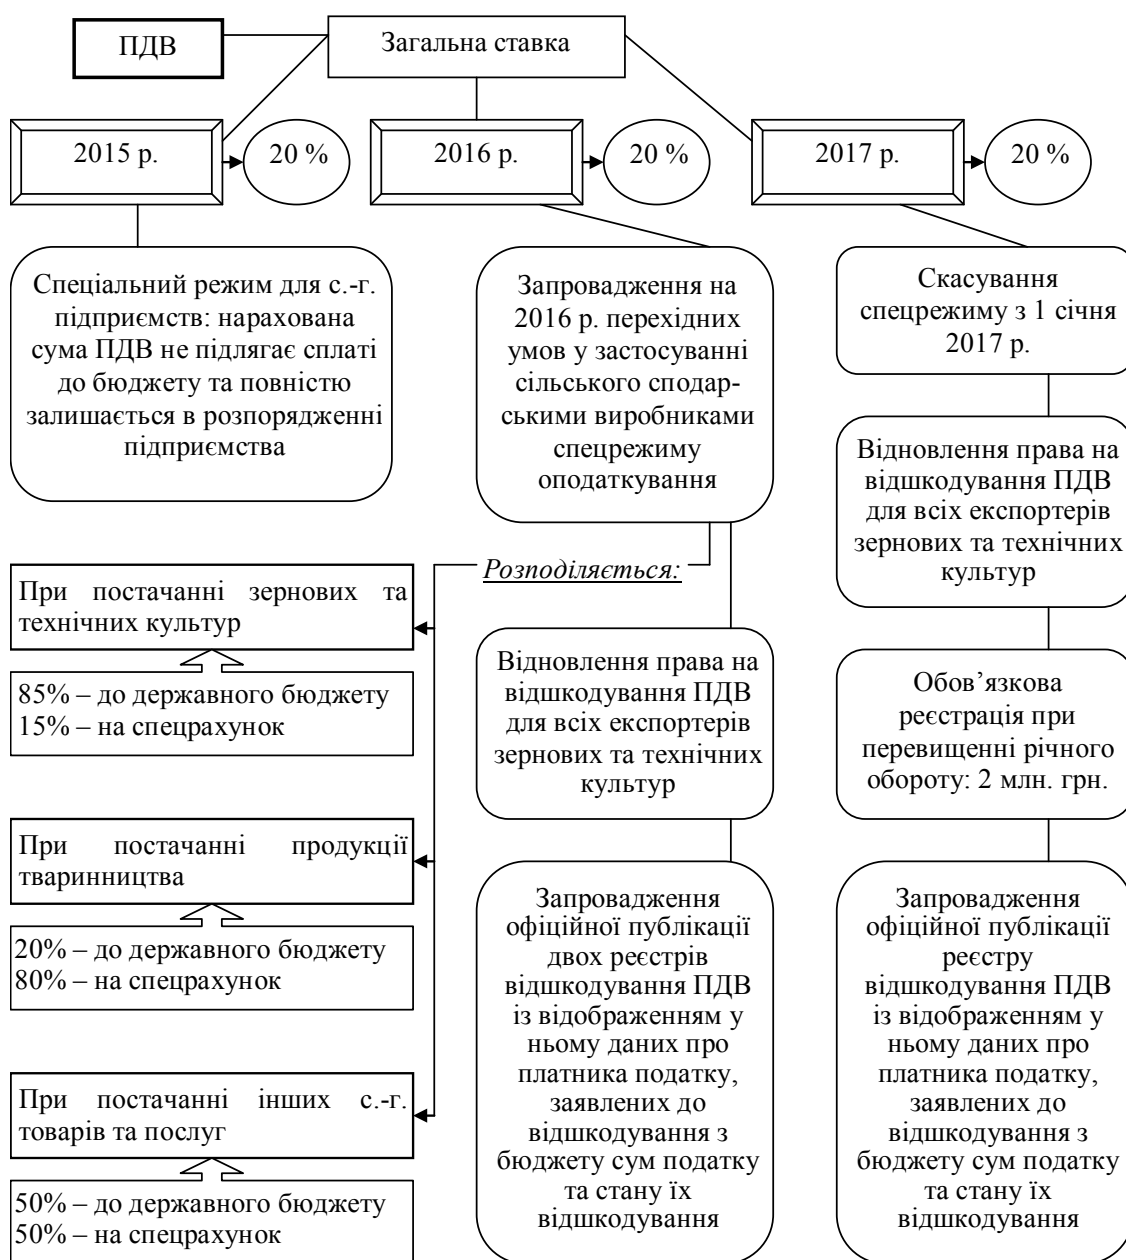 ПДВ
Загальна ставка
2015 р.
20 %
2016 р.
20 %
2017 р.
20 %
Спеціальний режим для с.-г.
підприємств: нарахована
сума ПДВ не підлягає сплаті
до бюджету та повністю
залишається в розпорядженні
підприємства
Запровадження на
2016 р. перехідних
умов у застосуванні
сільського сподар-
ськими виробниками
спецрежиму
оподаткування
Скасування
спецрежиму з 1 січня
2017 р.
Відновлення права на
відшкодування ПДВ
для всіх експортерів
зернових та технічних
культур
Розподіляється:
При постачанні зернових та
технічних культур
85% – до державного бюджету
15% – на спецрахунок
Відновлення права на
відшкодування ПДВ
для всіх експортерів
зернових та технічних
культур
Обов’язкова
реєстрація при
перевищенні річного
обороту: 2 млн. грн.
При постачанні продукції
тваринництва
20% – до державного бюджету
80% – на спецрахунок
Запровадження
офіційної публікації
двох реєстрів
відшкодування ПДВ
із відображенням у
ньому даних про
платника податку,
заявлених до
відшкодування з
бюджету сум податку
та стану їх
відшкодування
Запровадження
офіційної публікації
реєстру
відшкодування ПДВ
із відображенням у
ньому даних про
платника податку,
заявлених до
відшкодування з
бюджету сум податку
та стану їх
відшкодування
При постачанні інших с.-г.
товарів та послуг
50% – до державного бюджету
50% – на спецрахунок